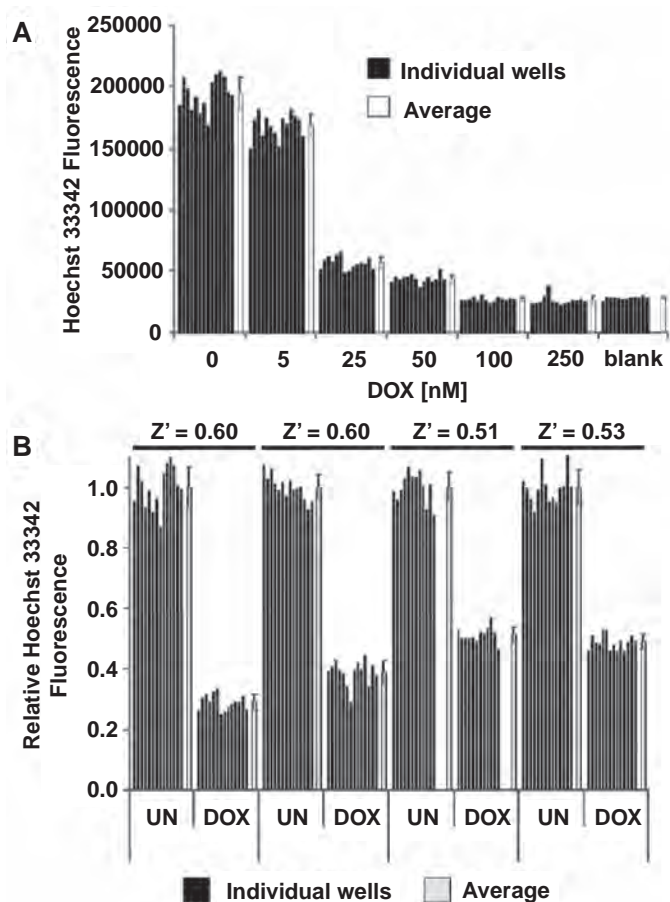 A
Hoechst 33342 Fluorescence
250000
200000
150000
100000
50000
0
Individual wells
Average
0 5 25 50 100 250 blank
DOX [nM]
B
Z' = 0.60 Z' = 0.60 Z' = 0.51 Z' = 0.53
Relative Hoechst 33342
Fluorescence
1.0
0.8
0.6
0.4
0.2
0.0
UN DOX UN DOX UN DOX UN DOX
Individual wells Average